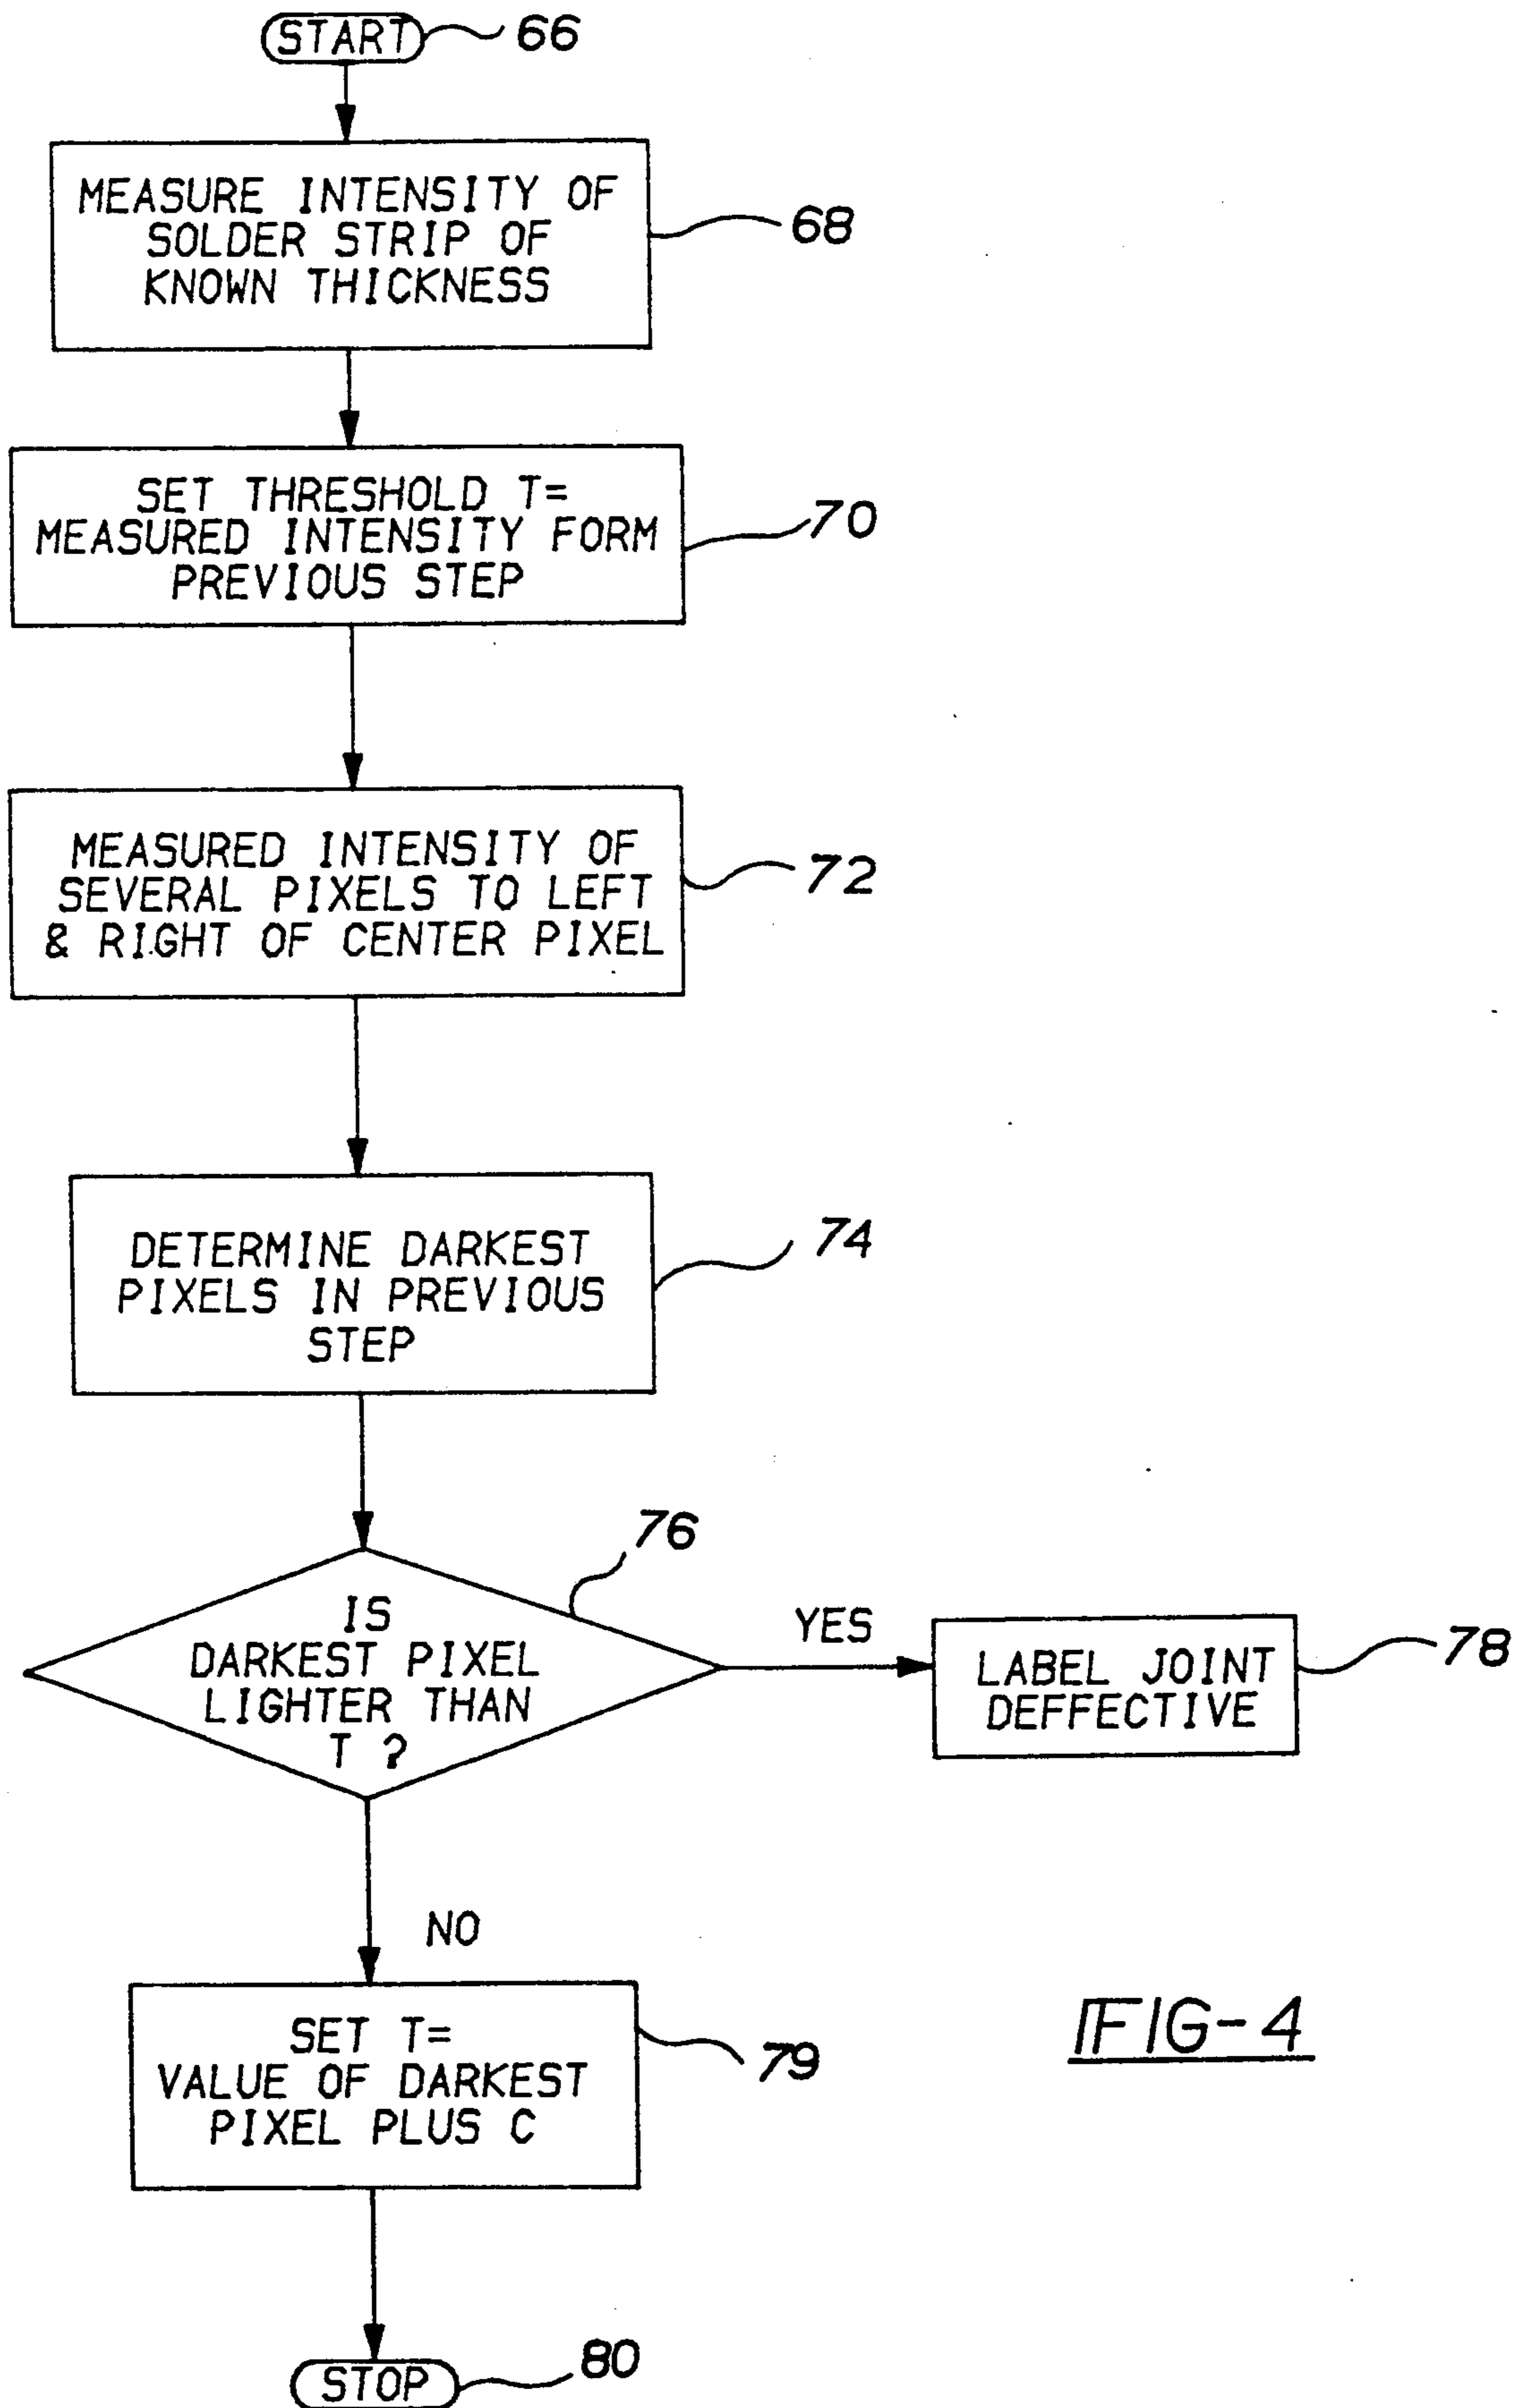 START 66
MEASURE INTENSITY OF
SOLDER STRIP OF
KNOWN THICKNESS
68
SET THRESHOLD T=
MEASURED INTENSITY FORM
PREVIOUS STEP
70
MEASURED INTENSITY OF
SEVERAL PIXELS TO LEFT
& RIGHT OF CENTER PIXEL
72
DETERMINE DARKEST
PIXELS IN PREVIOUS
STEP
74
76
IS
DARKEST PIXEL
LIGHTER THAN
T ?
YES
LABEL JOINT
DEFFECTIVE
78
NO
SET T=
VALUE OF DARKEST
PIXEL PLUS C
79
FIG-4
STOP 80